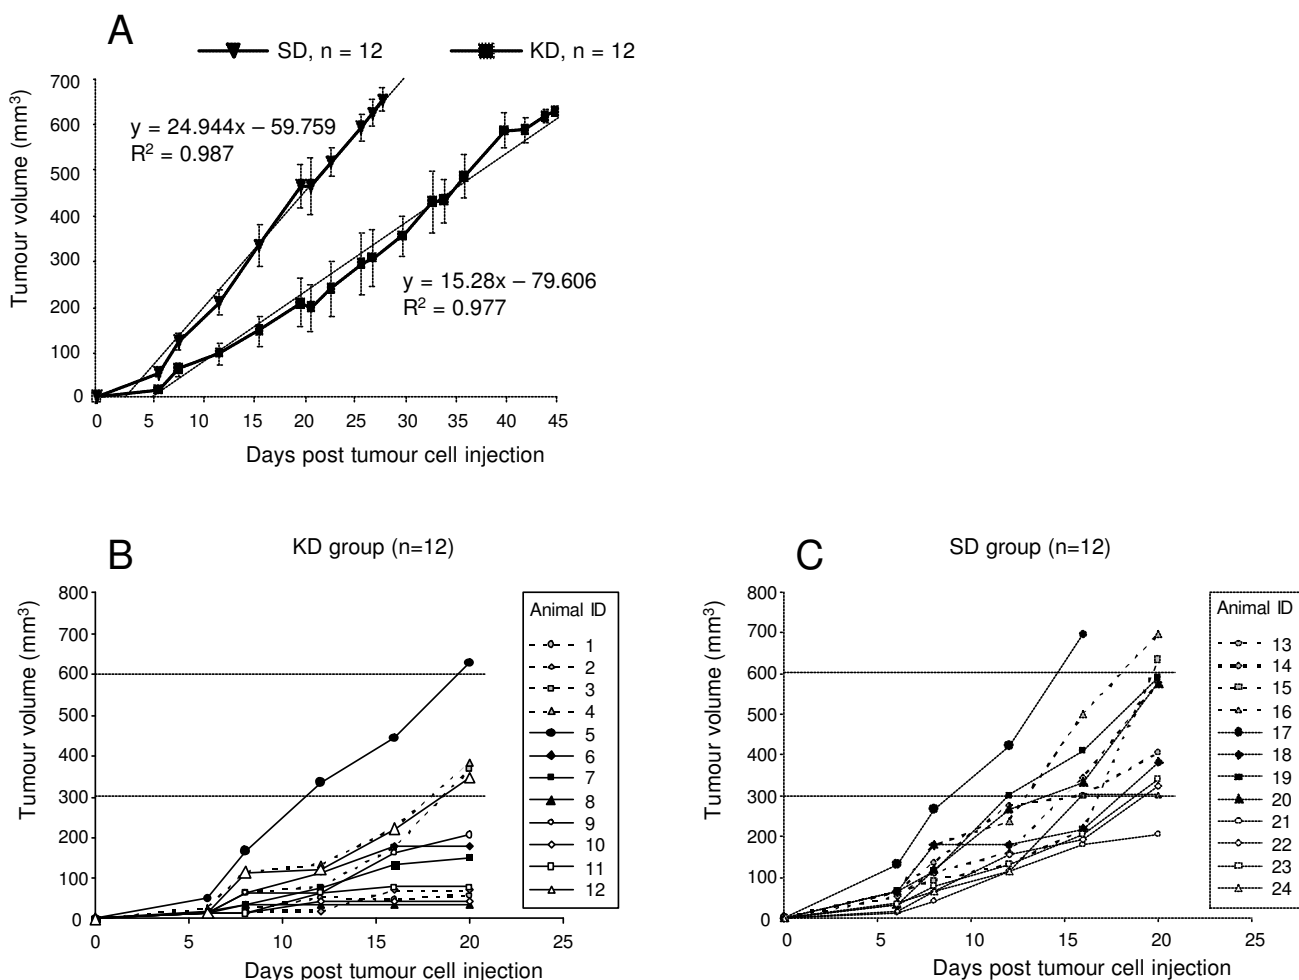 A
SD, n = 12
KD, n = 12
700
600
500
400
300
200
100
0
Tumour volume (mm³)
y = 24.944x – 59.759
R² = 0.987
y = 15.28x – 79.606
R² = 0.977
0 5 10 15 20 25 30 35 40 45
Days post tumour cell injection
B
KD group (n=12)
800
700
600
500
400
300
200
100
0
Tumour volume (mm³)
0 5 10 15 20 25
Days post tumour cell injection
Animal ID
1
2
3
4
5
6
7
8
9
10
11
12
C
SD group (n=12)
800
700
600
500
400
300
200
100
0
Tumour volume (mm³)
0 5 10 15 20 25
Days post tumour cell injection
Animal ID
13
14
15
16
17
18
19
20
21
22
23
24